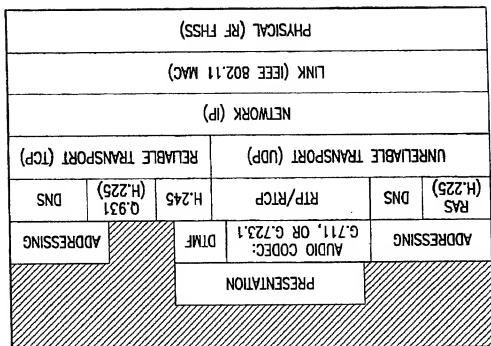 PRESENTATION
ADDRESSING
AUDIO CODEC:
G.711, OR G.723.1
DTMF
ADDRESSING
RAS
(H.225)
DNS
RTP/RTCP
H.245
Q.931
(H.225)
DNS
UNRELIABLE TRANSPORT (UDP)
RELIABLE TRANSPORT (TCP)
NETWORK (IP)
LINK (IEEE 802.11 MAC)
PHYSICAL (RF FHSS)